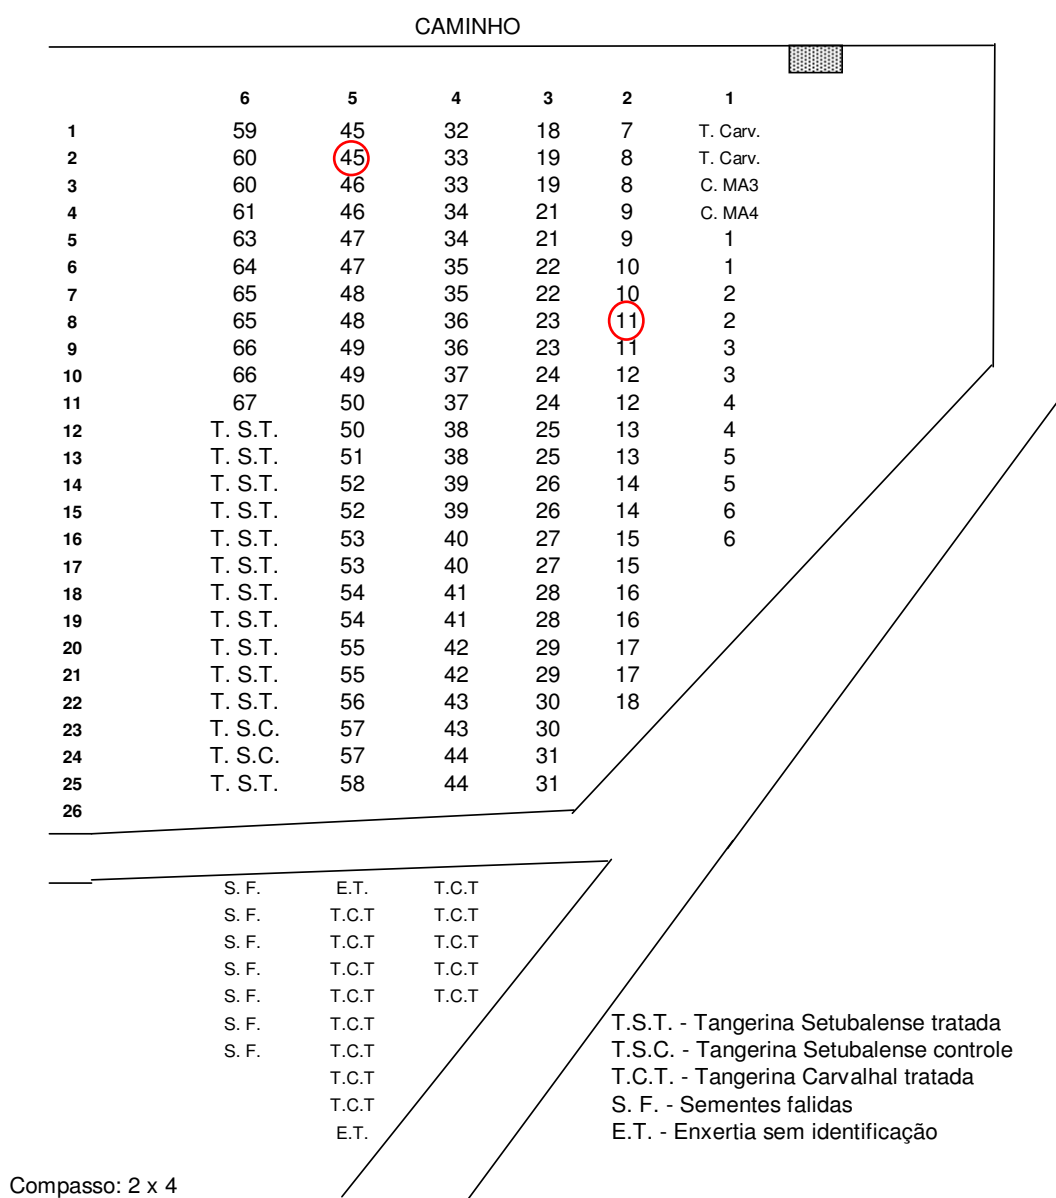 CAMINHO
6 5 4 3 2 1
1 59 45 32 18 7 T. Carv.
2 60 45 33 19 8 T. Carv.
3 60 46 33 19 8 C. MA3
4 61 46 34 21 9 C. MA4
5 63 47 34 21 9 1
6 64 47 35 22 10 1
7 65 48 35 22 10 2
8 65 48 36 23 11 2
9 66 49 36 23 11 3
10 66 49 37 24 12 3
11 67 50 37 24 12 4
12 T. S.T. 50 38 25 13 4
13 T. S.T. 51 38 25 13 5
14 T. S.T. 52 39 26 14 5
15 T. S.T. 52 39 26 14 6
16 T. S.T. 53 40 27 15 6
17 T. S.T. 53 40 27 15
18 T. S.T. 54 41 28 16
19 T. S.T. 54 41 28 16
20 T. S.T. 55 42 29 17
21 T. S.T. 55 42 29 17
22 T. S.T. 56 43 30 18
23 T. S.C. 57 43 30
24 T. S.C. 57 44 31
25 T. S.T. 58 44 31
26
S. F. E.T. T.C.T
S. F. T.C.T T.C.T
S. F. T.C.T T.C.T
S. F. T.C.T T.C.T
S. F. T.C.T T.C.T
S. F. T.C.T
S. F. T.C.T
T.C.T
T.C.T
E.T.
T.S.T. - Tangerina Setubalense tratada
T.S.C. - Tangerina Setubalense controle
T.C.T. - Tangerina Carvalhal tratada
S. F. - Sementes falidas
E.T. - Enxertia sem identificação
Compasso: 2 x 4